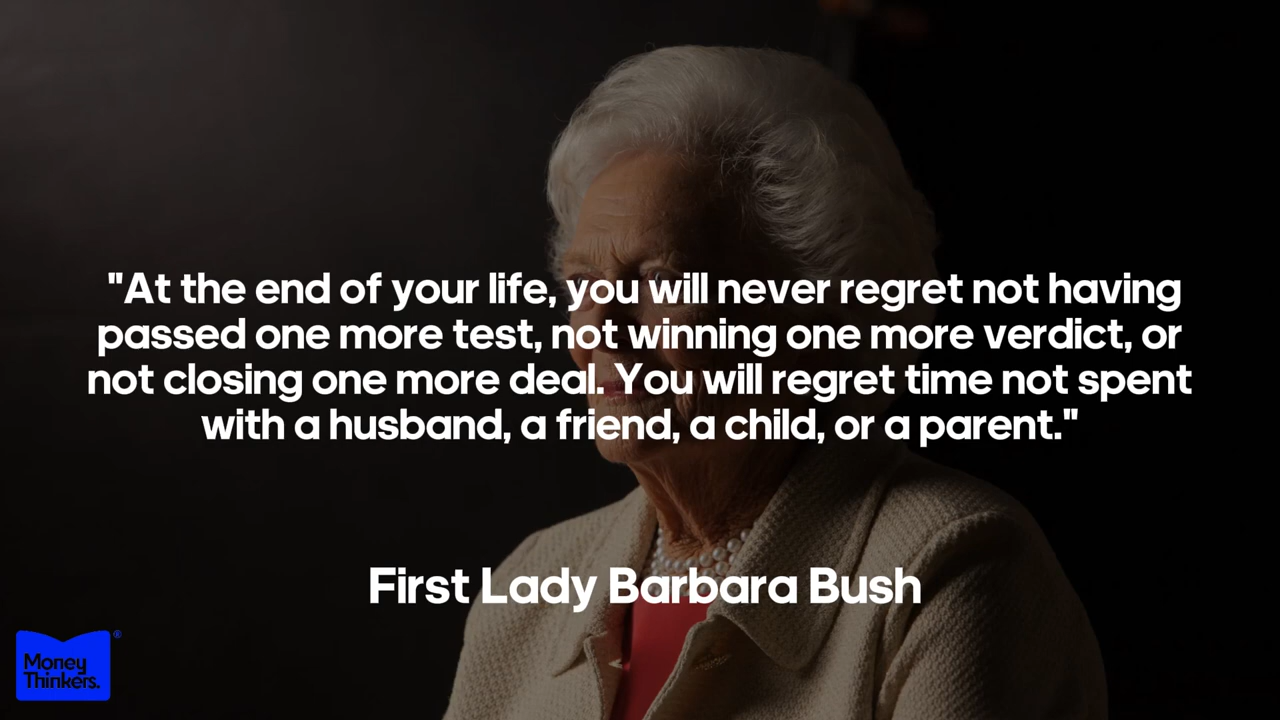 "At the end of your life, you will never regret not having
passed one more test, not winning one more verdict, or
not closing one more deal. You will regret time not spent
with a husband, a friend, a child, or a parent."
First Lady Barbara Bush
Money
Thinkers.
®